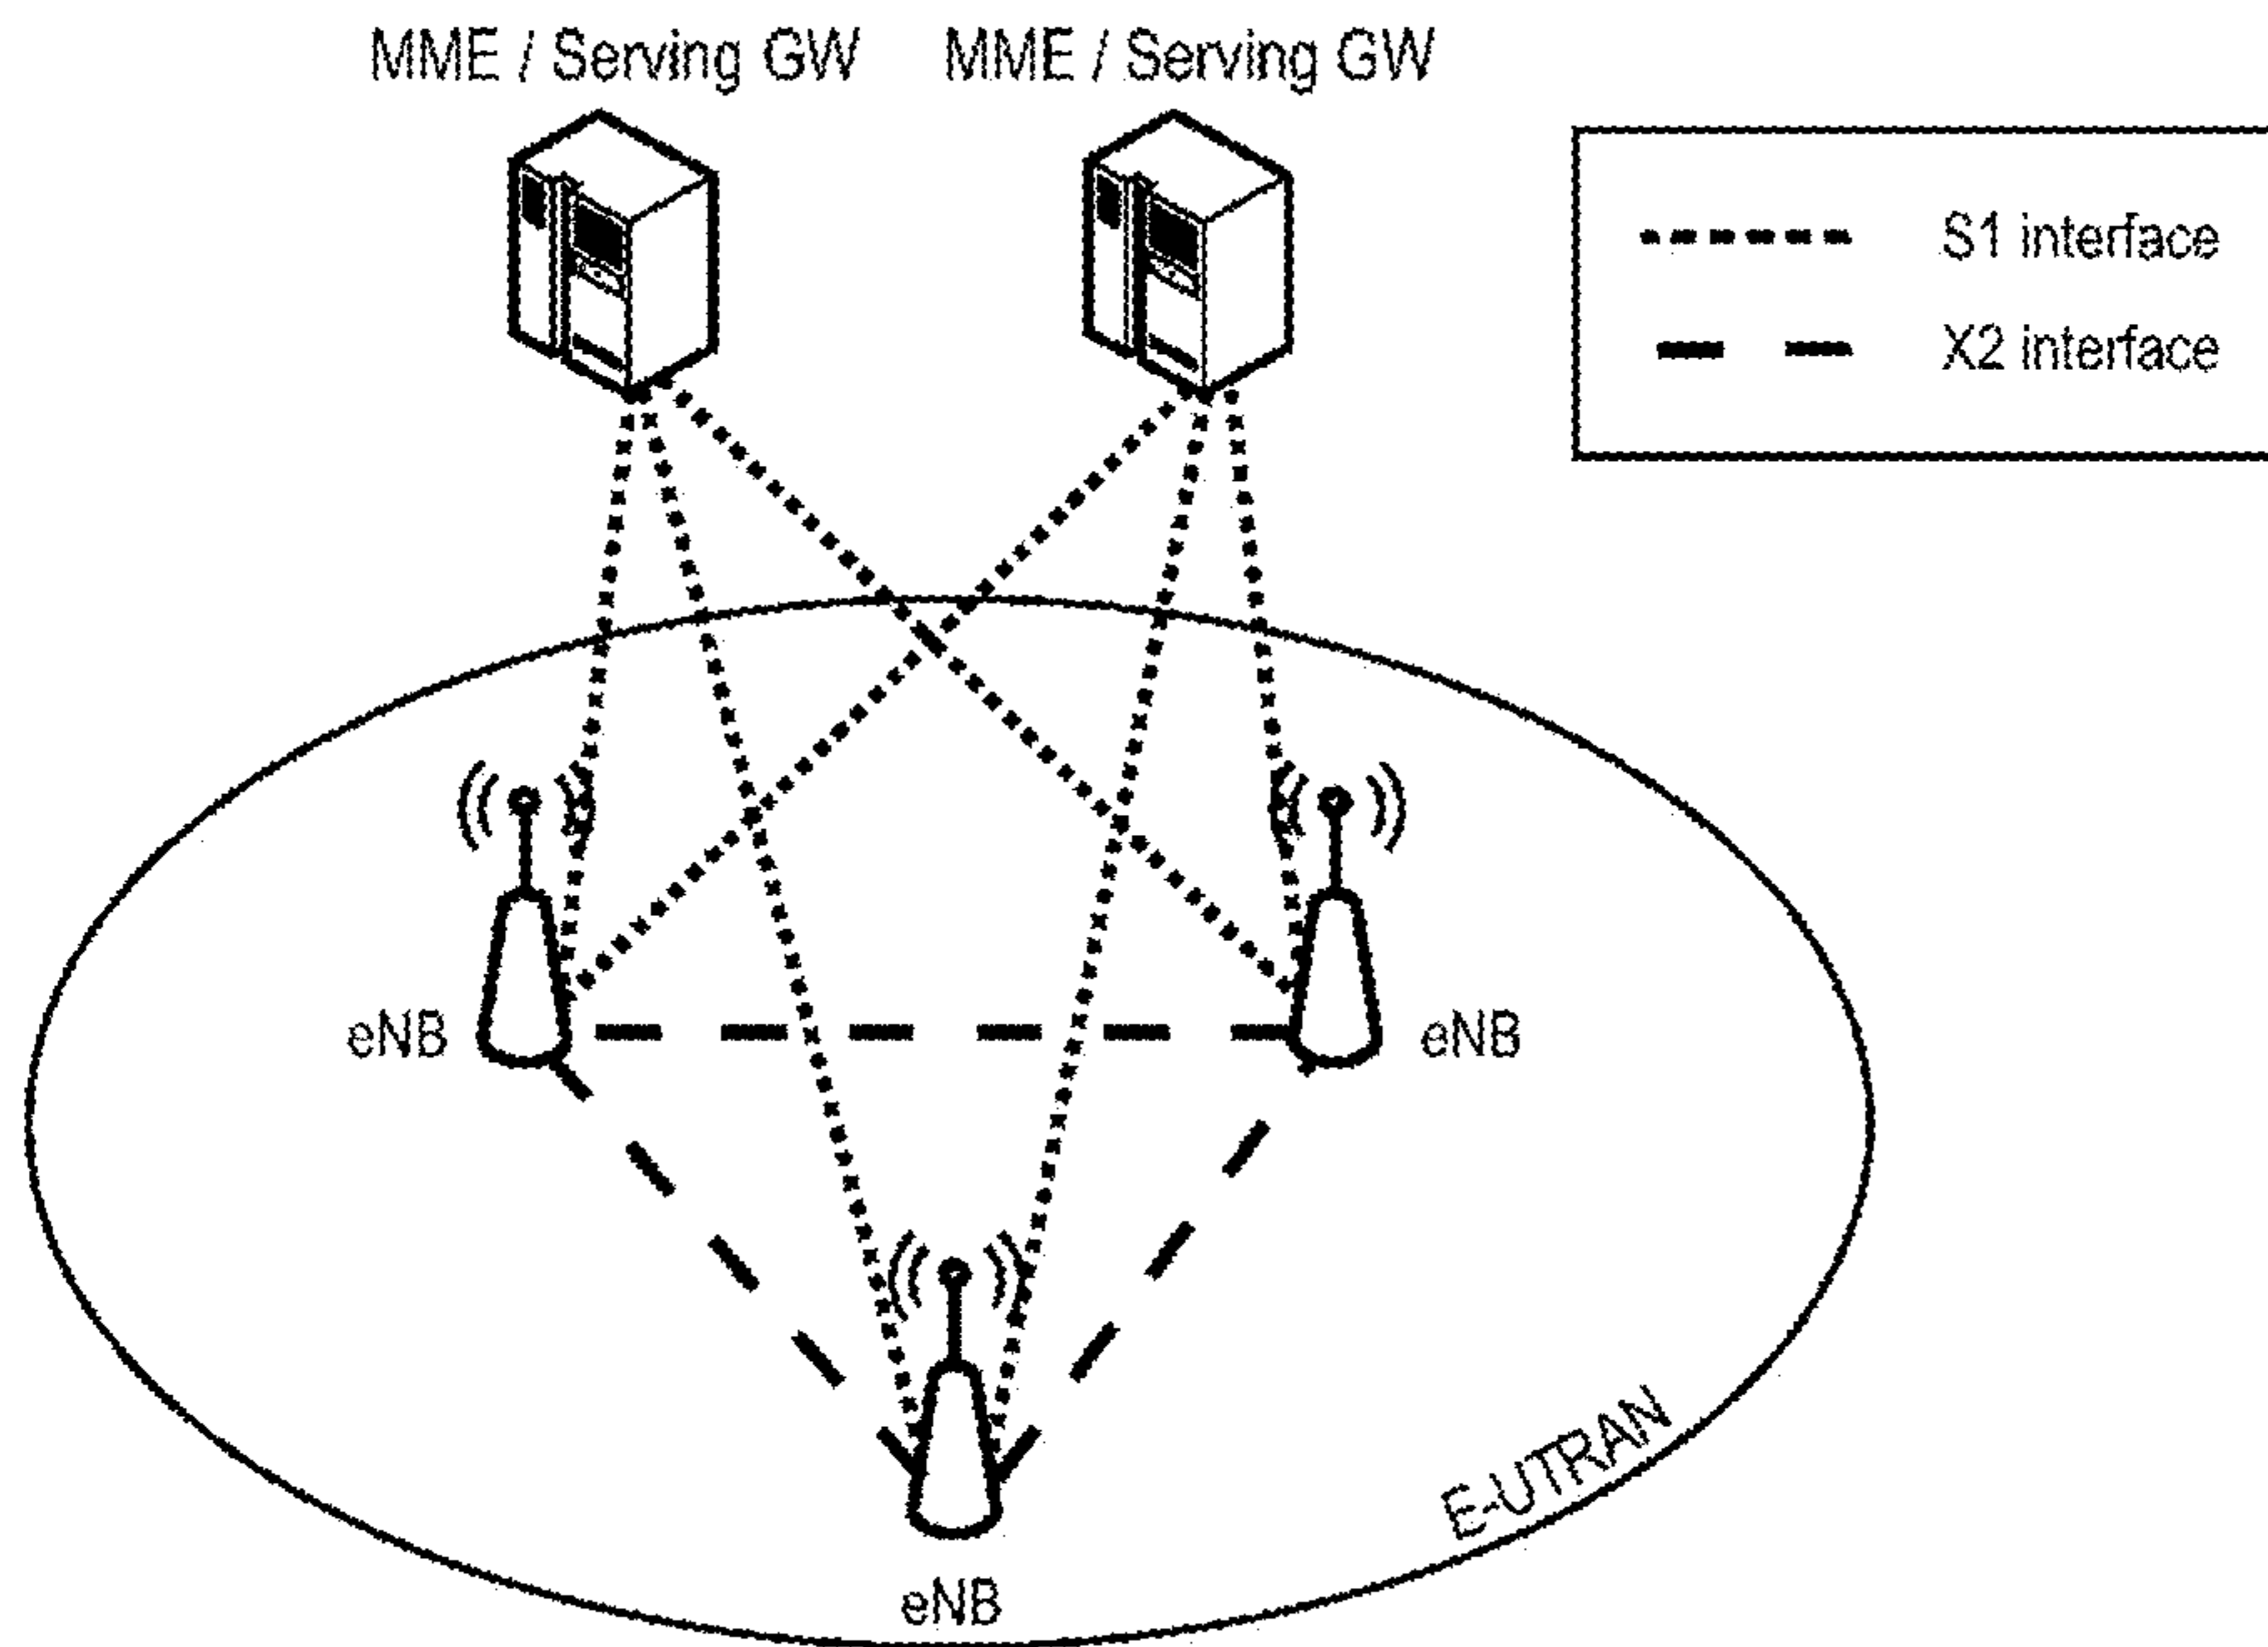 MME / Serving GW
MME / Serving GW
S1 interface
X2 interface
eNB
eNB
E-UTRAN
eNB